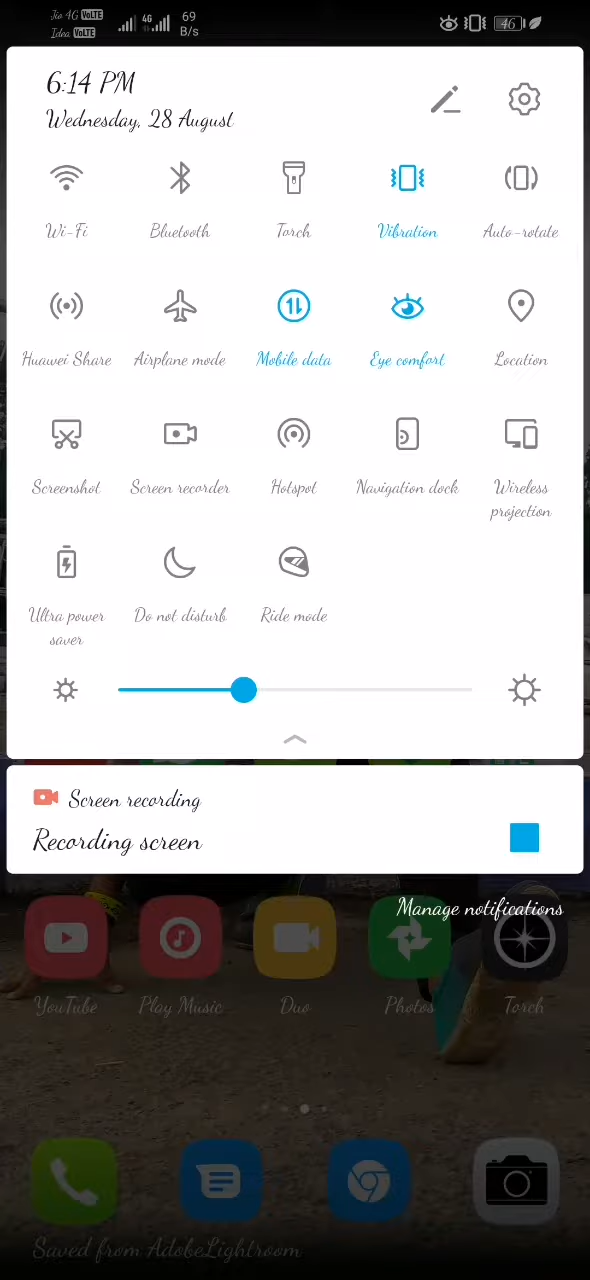 Jio 4G VoLTE
Idea VoLTE
4G
69
B/s
46
6:14 PM
Wednesday, 28 August
Wi-Fi Bluetooth Torch Vibration Auto-rotate
Huawei Share Airplane mode Mobile data Eye comfort Location
Screenshot Screen recorder Hotspot Navigation dock Wireless
projection
Ultra power Do not disturb Ride mode
saver
Screen recording
Recording screen
Manage notifications
YouTube Play Music Duo Photos Torch
Saved from AdobeLightroom